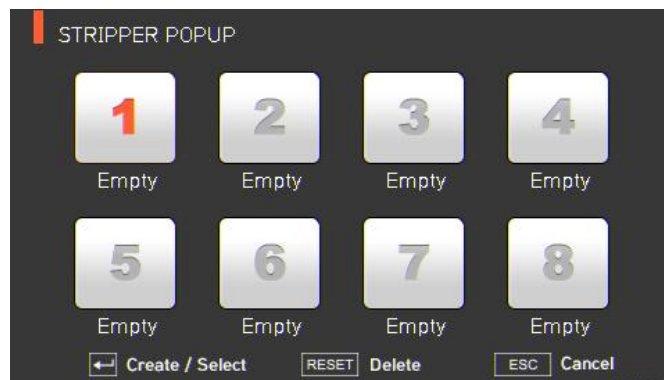 STRIPPER POPUP
1 2 3 4
Empty Empty Empty Empty
5 6 7 8
Empty Empty Empty Empty
Create / Select RESET Delete ESC Cancel